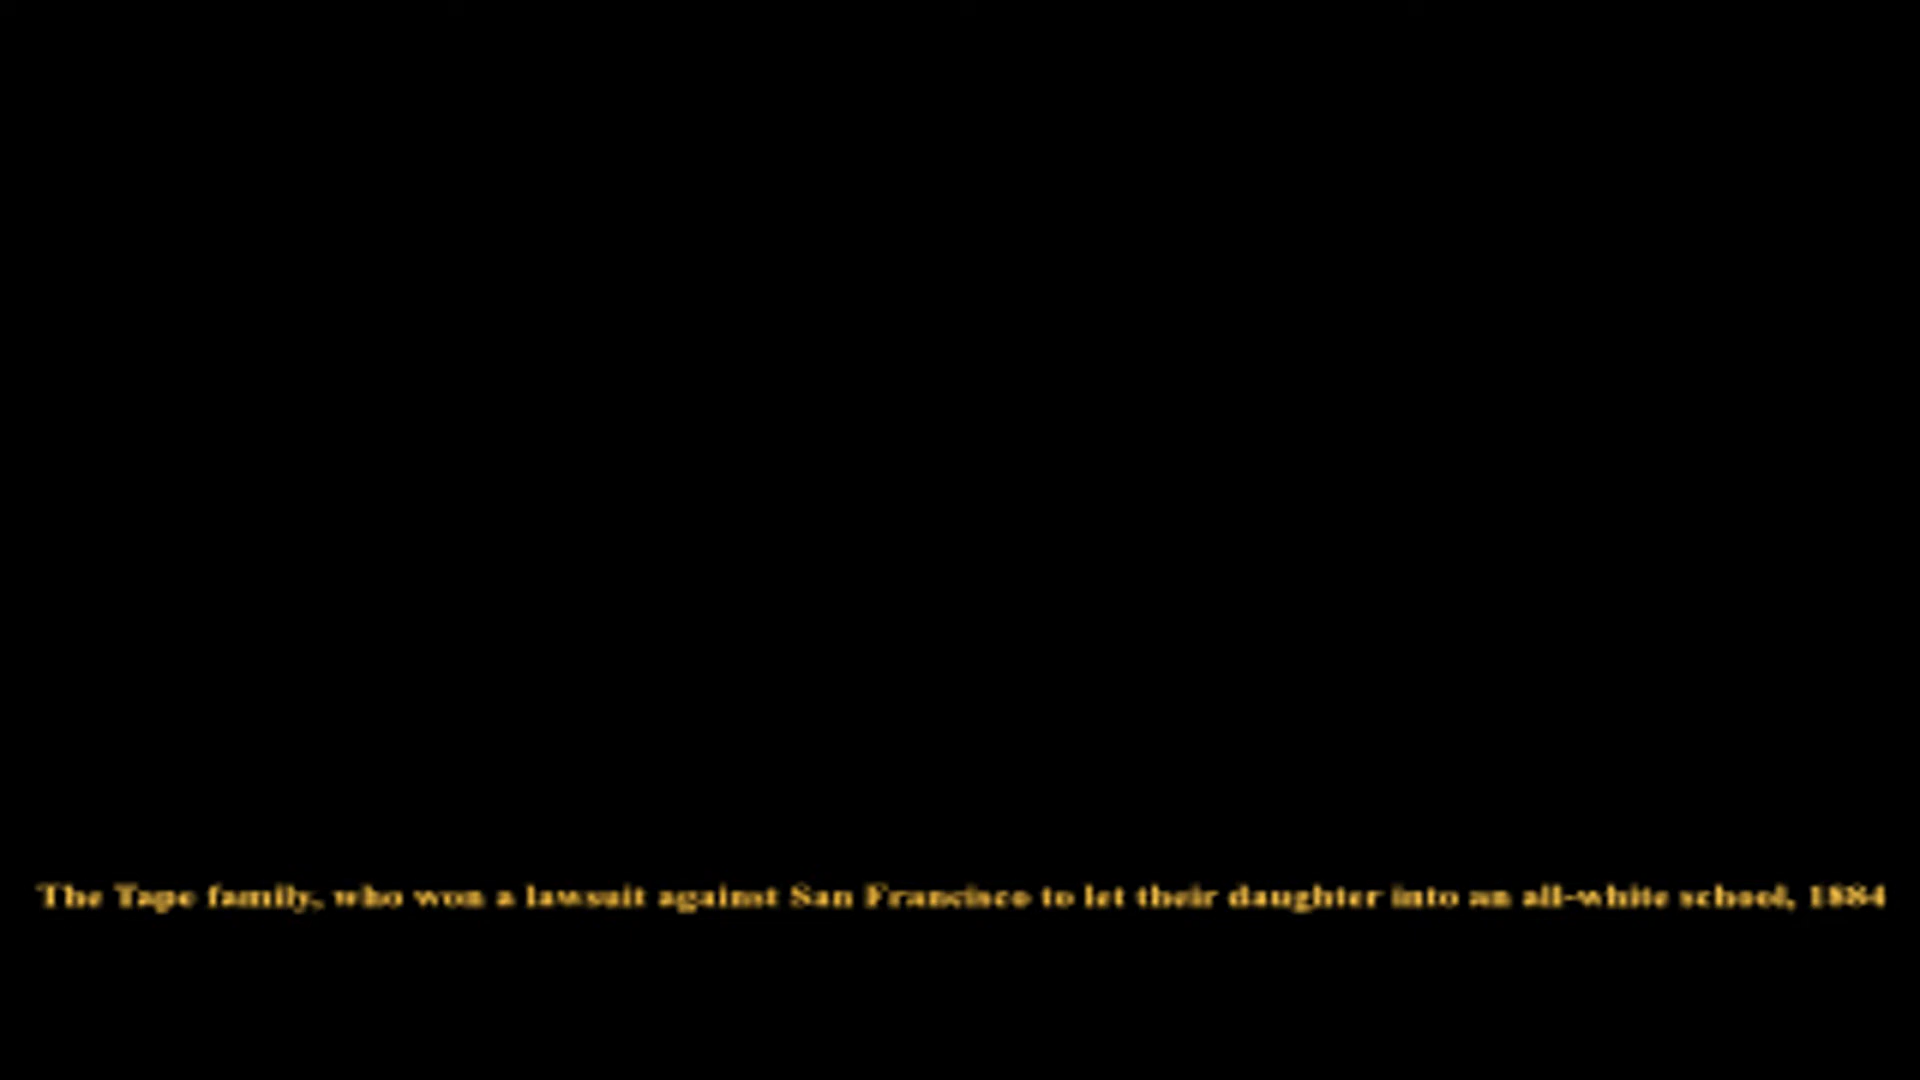 The Tape family, who won a lawsuit against San Francisco to let their daughter into an all-white school, 1884